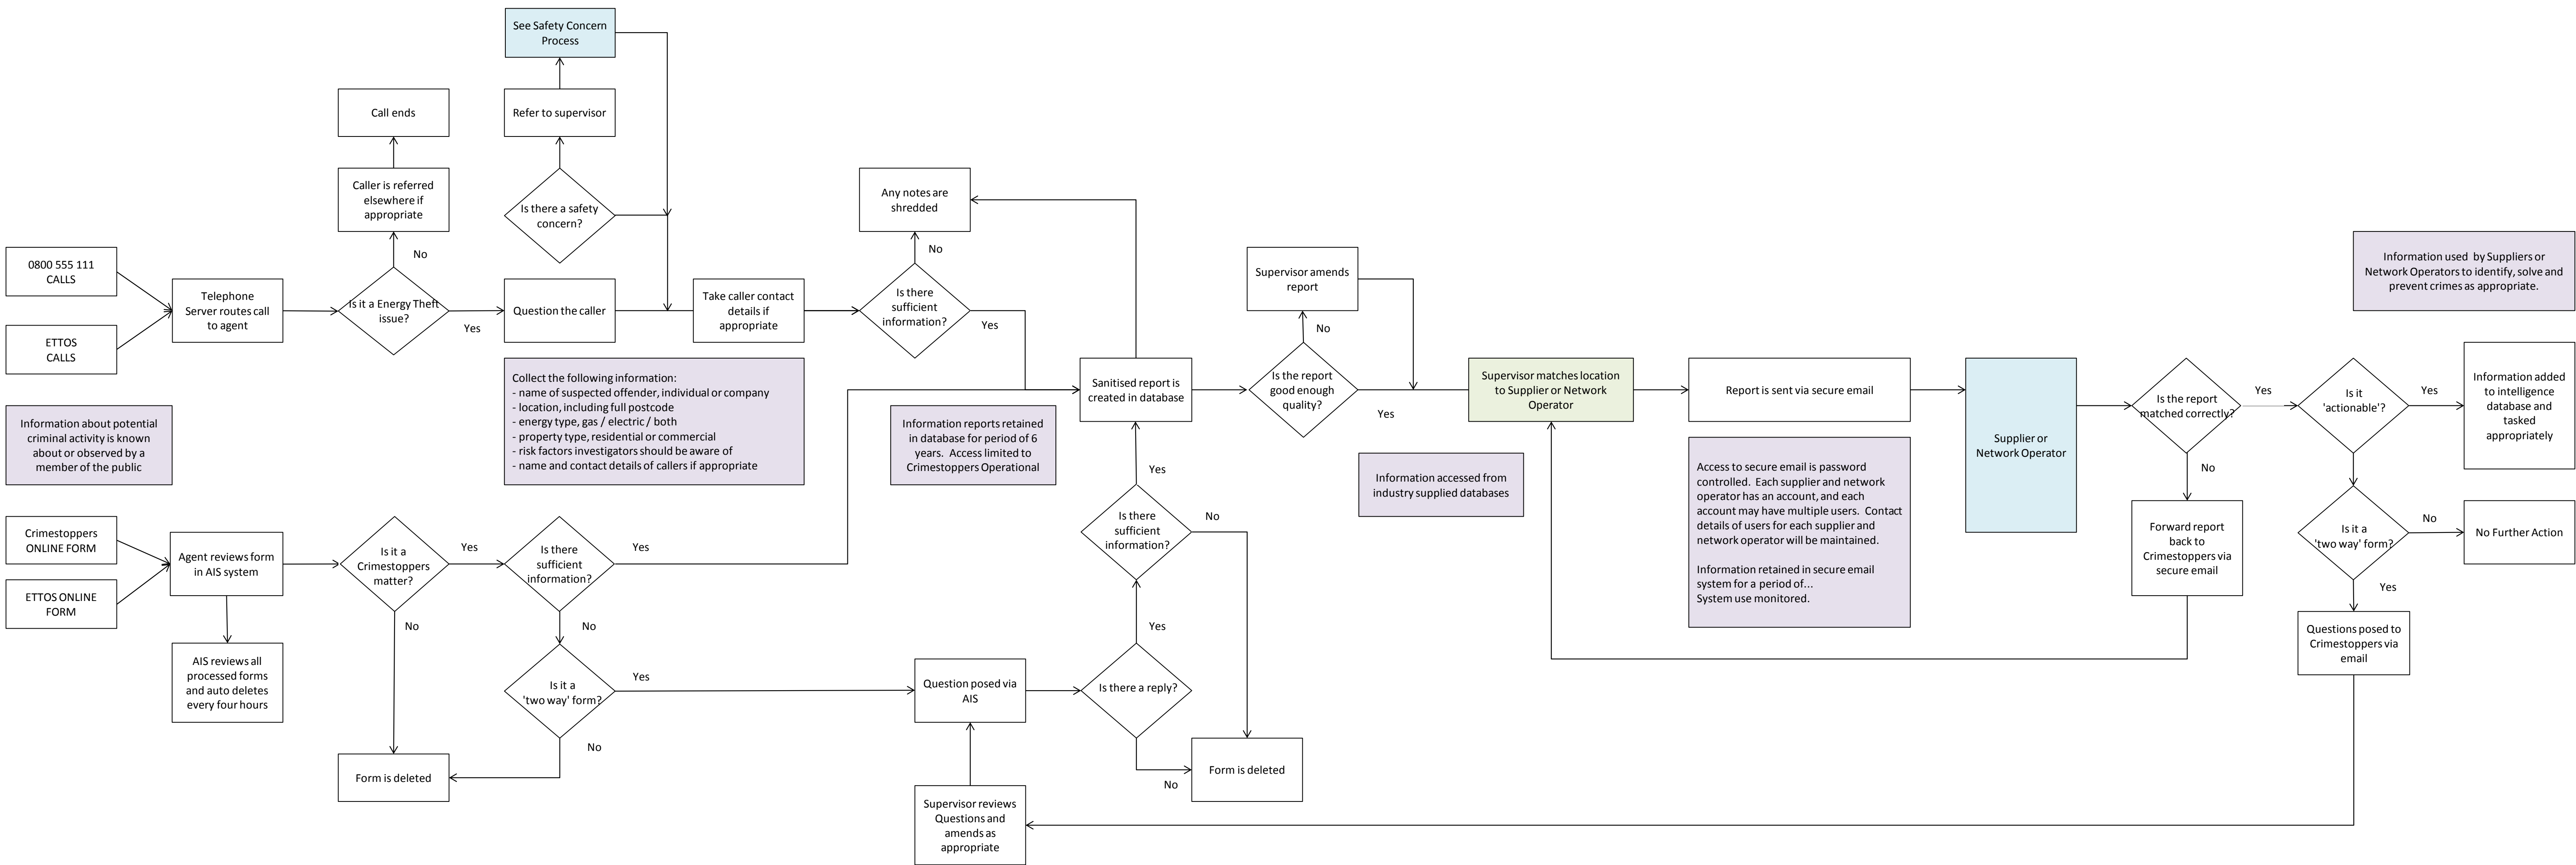 See Safety Concern
Process
Call ends
Refer to supervisor
Caller is referred
elsewhere if
appropriate
Is there a safety
concern?
Any notes are
shredded
No
No
0800 555 111
CALLS
ETTOS
CALLS
Telephone
Server routes call
to agent
Is it a Energy Theft
issue?
Yes
Question the caller
Take caller contact
details if
appropriate
Is there
sufficient
information?
Yes
Supervisor amends
report
No
Information used by Suppliers or
Network Operators to identify, solve and
prevent crimes as appropriate.
Information about potential
criminal activity is known
about or observed by a
member of the public
Collect the following information:
- name of suspected offender, individual or company
- location, including full postcode
- energy type, gas / electric / both
- property type, residential or commercial
- risk factors investigators should be aware of
- name and contact details of callers if appropriate
Information reports retained
in database for period of 6
years. Access limited to
Crimestoppers Operational
Sanitised report is
created in database
Is the report
good enough
quality?
Yes
Supervisor matches location
to Supplier or Network
Operator
Report is sent via secure email
Supplier or
Network Operator
Is the report
matched correctly?
Yes
Is it
'actionable'?
Yes
Information added
to intelligence
database and
tasked
appropriately
Information accessed from
industry supplied databases
Access to secure email is password
controlled. Each supplier and network
operator has an account, and each
account may have multiple users. Contact
details of users for each supplier and
network operator will be maintained.
Information retained in secure email
system for a period of...
System use monitored.
No
Forward report
back to
Crimestoppers via
secure email
Is it a
'two way' form?
No
No Further Action
Yes
Questions posed to
Crimestoppers via
email
Crimestoppers
ONLINE FORM
ETTOS ONLINE
FORM
Agent reviews form
in AIS system
Is it a
Crimestoppers
matter?
Yes
Is there
sufficient
information?
Yes
Yes
Is there
sufficient
information?
No
No
No
AIS reviews all
processed forms
and auto deletes
every four hours
Is it a
'two way' form?
Yes
Question posed via
AIS
Yes
Is there a reply?
No
Form is deleted
No
Form is deleted
Supervisor reviews
Questions and
amends as
appropriate